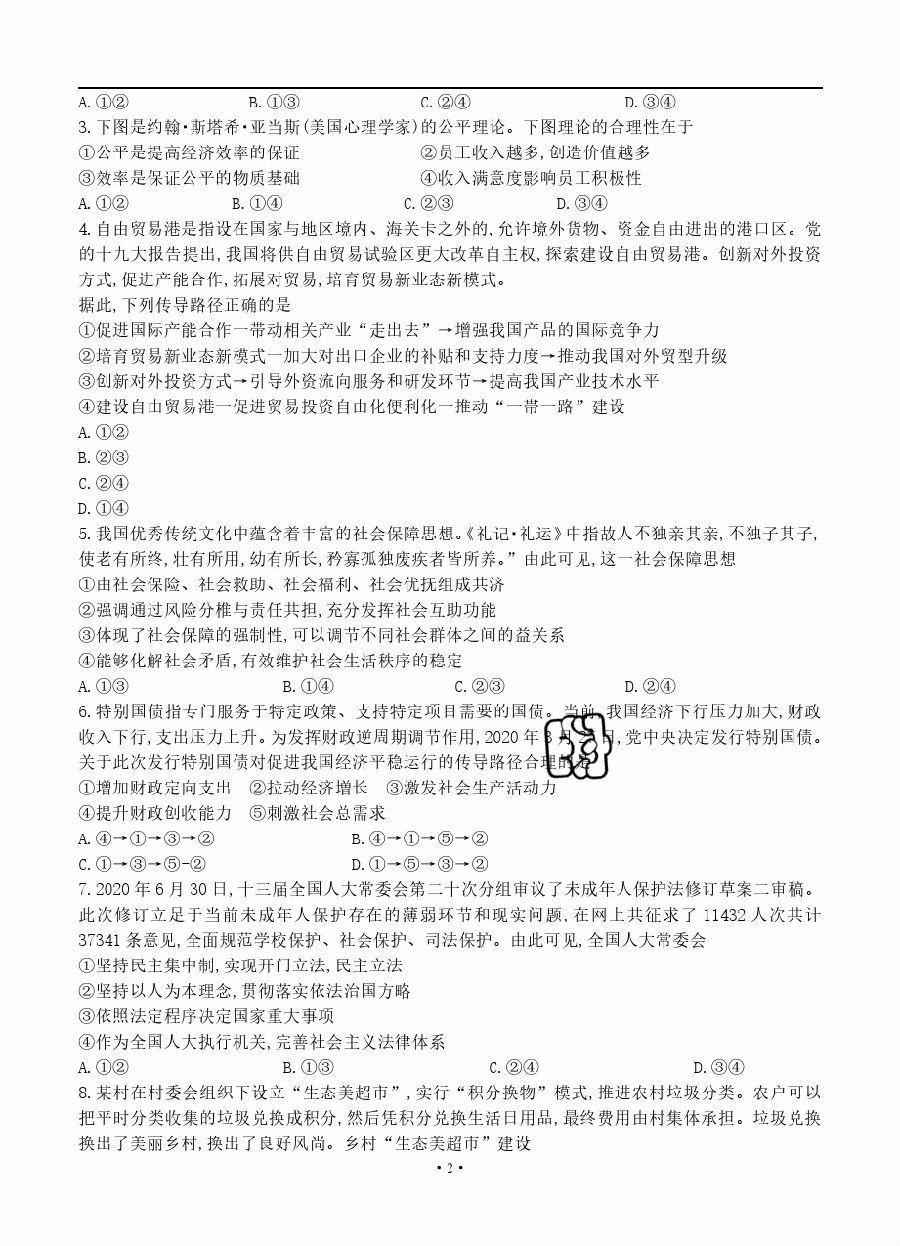 A.①② B.①③ C.②④ D.③④
3.下图是约翰·斯塔希·亚当斯(美国心理学家)的公平理论。下图理论的合理性在于
①公平是提高经济效率的保证 ②员工收入越多,创造价值越多
③效率是保证公平的物质基础 ④收入满意度影响员工积极性
A.①② B.①④ C.②③ D.③④
4.自由贸易港是指设在国家与地区境内、海关卡之外的,允许境外货物、资金自由进出的港口区。党
的十九大报告提出,我国将供自由贸易试验区更大改革自主权,探索建设自由贸易港。创新对外投资
方式,促进产能合作,拓展对贸易,培育贸易新业态新模式。
据此,下列传导路径正确的是
①促进国际产能合作一带动相关产业“走出去”→增强我国产品的国际竞争力
②培育贸易新业态新模式一加大对出口企业的补贴和支持力度→推动我国对外贸型升级
③创新对外投资方式→引导外资流向服务和研发环节→提高我国产业技术水平
④建设自由贸易港一促进贸易投资自由化便利化一推动“一带一路”建设
A.①②
B.②③
C.②④
D.①④
5.我国优秀传统文化中蕴含着丰富的社会保障思想。《礼记·礼运》中指故人不独亲其亲,不独子其子,
使老有所终,壮有所用,幼有所长,矜寡孤独废疾者皆所养。”由此可见,这一社会保障思想
①由社会保险、社会救助、社会福利、社会优抚组成共济
②强调通过风险分椎与责任共担,充分发挥社会互助功能
③体现了社会保障的强制性,可以调节不同社会群体之间的益关系
④能够化解社会矛盾,有效维护社会生活秩序的稳定
A.①③ B.①④ C.②③ D.②④
6.特别国债指专门服务于特定政策、支持特定项目需要的国债。当前,我国经济下行压力加大,财政
收入下行,支出压力上升。为发挥财政逆周期调节作用,2020年3月2日,党中央决定发行特别国债。
关于此次发行特别国债对促进我国经济平稳运行的传导路径合理的是
①增加财政定向支出 ②拉动经济增长 ③激发社会生产活动力
④提升财政创收能力 ⑤刺激社会总需求
A.④→①→③→② B.④→①→⑤→②
C.①→③→⑤-② D.①→⑤→③→②
7.2020年6月30日,十三届全国人大常委会第二十次分组审议了未成年人保护法修订草案二审稿。
此次修订立足于当前未成年人保护存在的薄弱环节和现实问题,在网上共征求了11432人次共计
37341条意见,全面规范学校保护、社会保护、司法保护。由此可见,全国人大常委会
①坚持民主集中制,实现开门立法,民主立法
②坚持以人为本理念,贯彻落实依法治国方略
③依照法定程序决定国家重大事项
④作为全国人大执行机关,完善社会主义法律体系
A.①② B.①③ C.②④ D.③④
8.某村在村委会组织下设立“生态美超市”,实行“积分换物”模式,推进农村垃圾分类。农户可以
把平时分类收集的垃圾兑换成积分,然后凭积分兑换生活日用品,最终费用由村集体承担。垃圾兑换
换出了美丽乡村,换出了良好风尚。乡村“生态美超市”建设
·2·